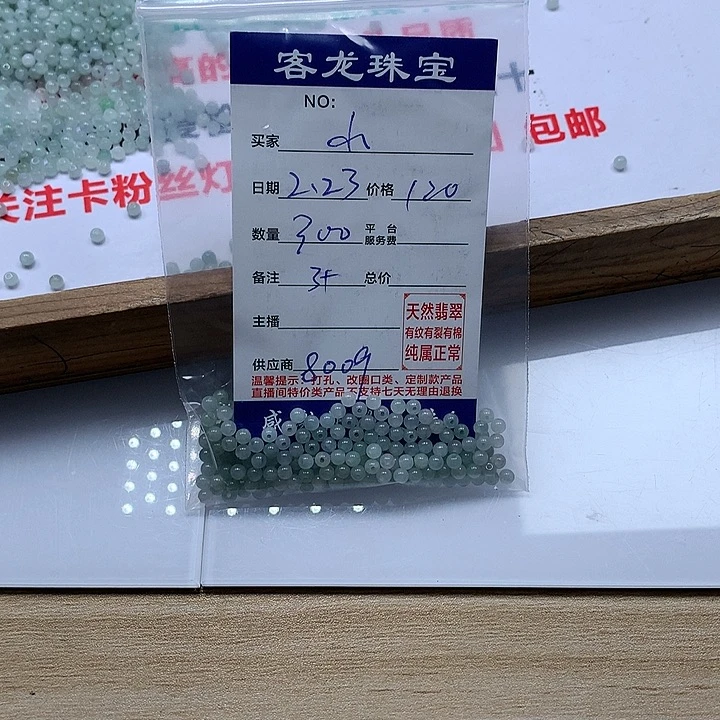 品质
关注卡粉丝灯
包邮
客龙珠宝
NO:
买家 ch
日期 2.23 价格 120
数量 300 平台服务费
备注 3+ 总价
主播
供应商 8009
天然翡翠
有纹有裂有棉
纯属正常
温馨提示:打孔、改圈口类、定制款产品
直播间特价类产品不支持七天无理由退换